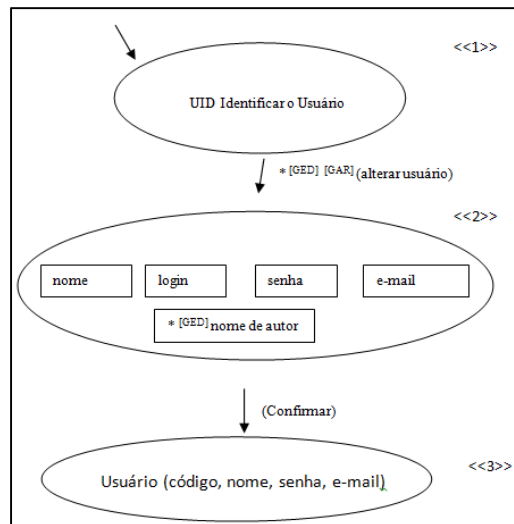 <<1>>
UID Identificar o Usuário
* [GED] [GAR] (alterar usuário)
<<2>>
nome login senha e-mail
* [GED] nome de autor
(Confirmar)
<<3>>
Usuário (código, nome, senha, e-mail)